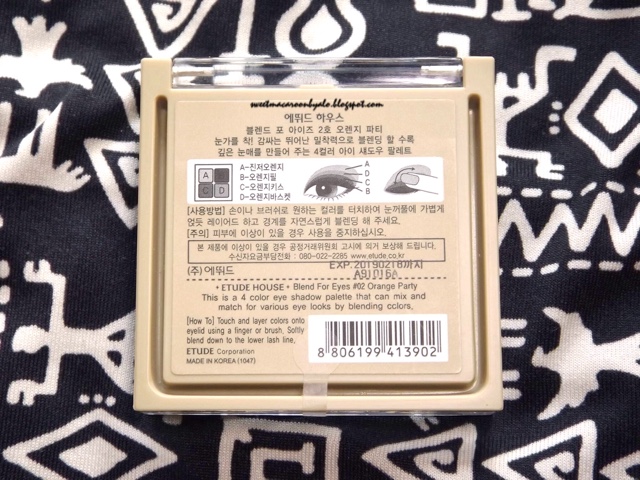 sweetmacaroonbyalo.blogspot.com
에뛰드 하우스
블렌드 포 아이즈 2호 오렌지 파티
눈가를 착! 감싸는 뛰어난 밀착력으로 블렌딩 할 수록
깊은 눈매를 만들어 주는 4컬러 아이 섀도우 팔레트
A B
C D
A-진저오렌지
B-오렌지필
C-오렌지키스
D-오렌지바스켓
A
D
C
B
[사용방법] 손이나 브러쉬로 원하는 컬러를 터치하여 눈꺼풀에 가볍게
얹듯 레이어드 하고 경계를 자연스럽게 블렌딩 해 주세요.
[주의] 피부에 이상이 있을 경우 사용을 중지하십시오.
본 제품에 이상이 있을 경우 공정거래위원회 고시에 의거 보상해 드립니다.
수신자요금부담전화 : 080-022-2285 www.etude.co.kr
(주) 에뛰드
EXP.20190218까지
A91016A
• ETUDE HOUSE • Blend For Eyes #02 Orange Party
This is a 4 color eye shadow palette that can mix and
match for various eye looks by blending colors.
[How To] Touch and layer colors onto
eyelid using a finger or brush. Softly
blend down to the lower lash line.
ETUDE Corporation
MADE IN KOREA (1047)
8 806199 413902